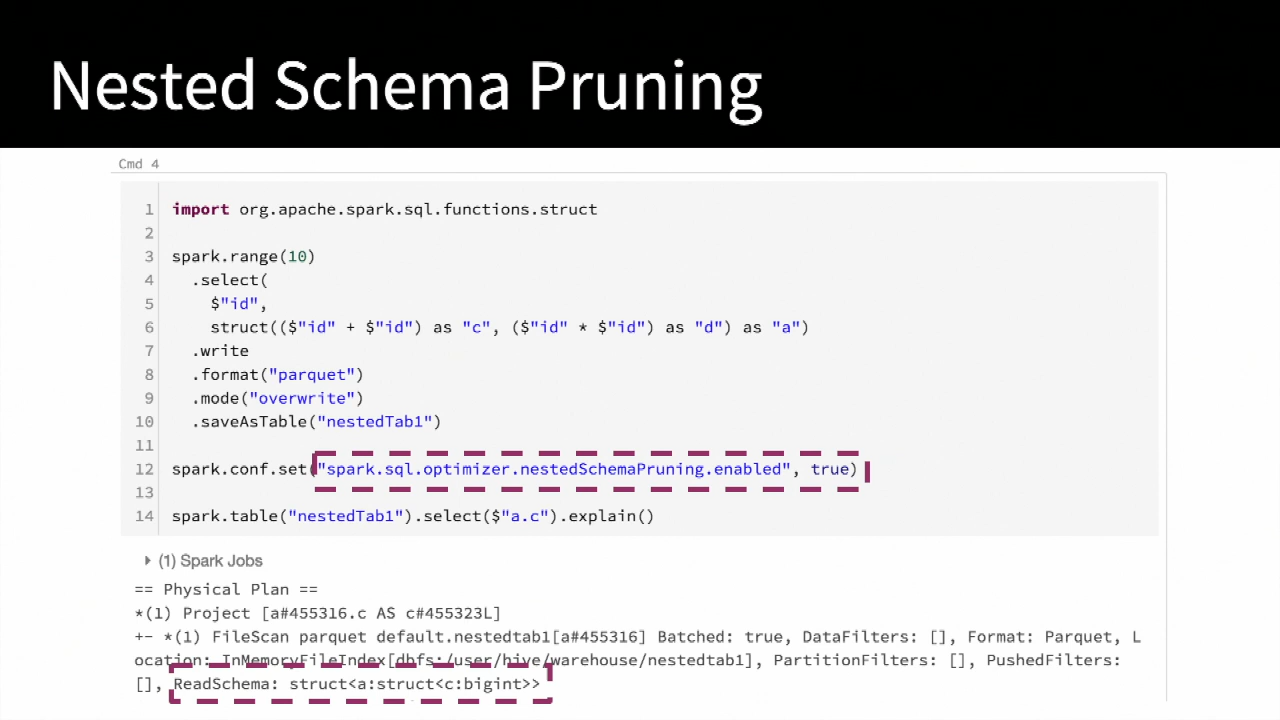 Nested Schema Pruning
Cmd 4
1 import org.apache.spark.sql.functions.struct
2
3 spark.range(10)
4   .select(
5     $"id",
6     struct(($"id" + $"id") as "c", ($"id" * $"id") as "d") as "a")
7   .write
8   .format("parquet")
9   .mode("overwrite")
10   .saveAsTable("nestedTab1")
11
12 spark.conf.set("spark.sql.optimizer.nestedSchemaPruning.enabled", true)
13
14 spark.table("nestedTab1").select($"a.c").explain()
(1) Spark Jobs
== Physical Plan ==
*(1) Project [a#455316.c AS c#455323L]
+- *(1) FileScan parquet default.nestedtab1[a#455316] Batched: true, DataFilters: [], Format: Parquet, L
ocation: InMemoryFileIndex[dbfs:/user/hive/warehouse/nestedtab1], PartitionFilters: [], PushedFilters:
[], ReadSchema: struct<a:struct<c:bigint>>